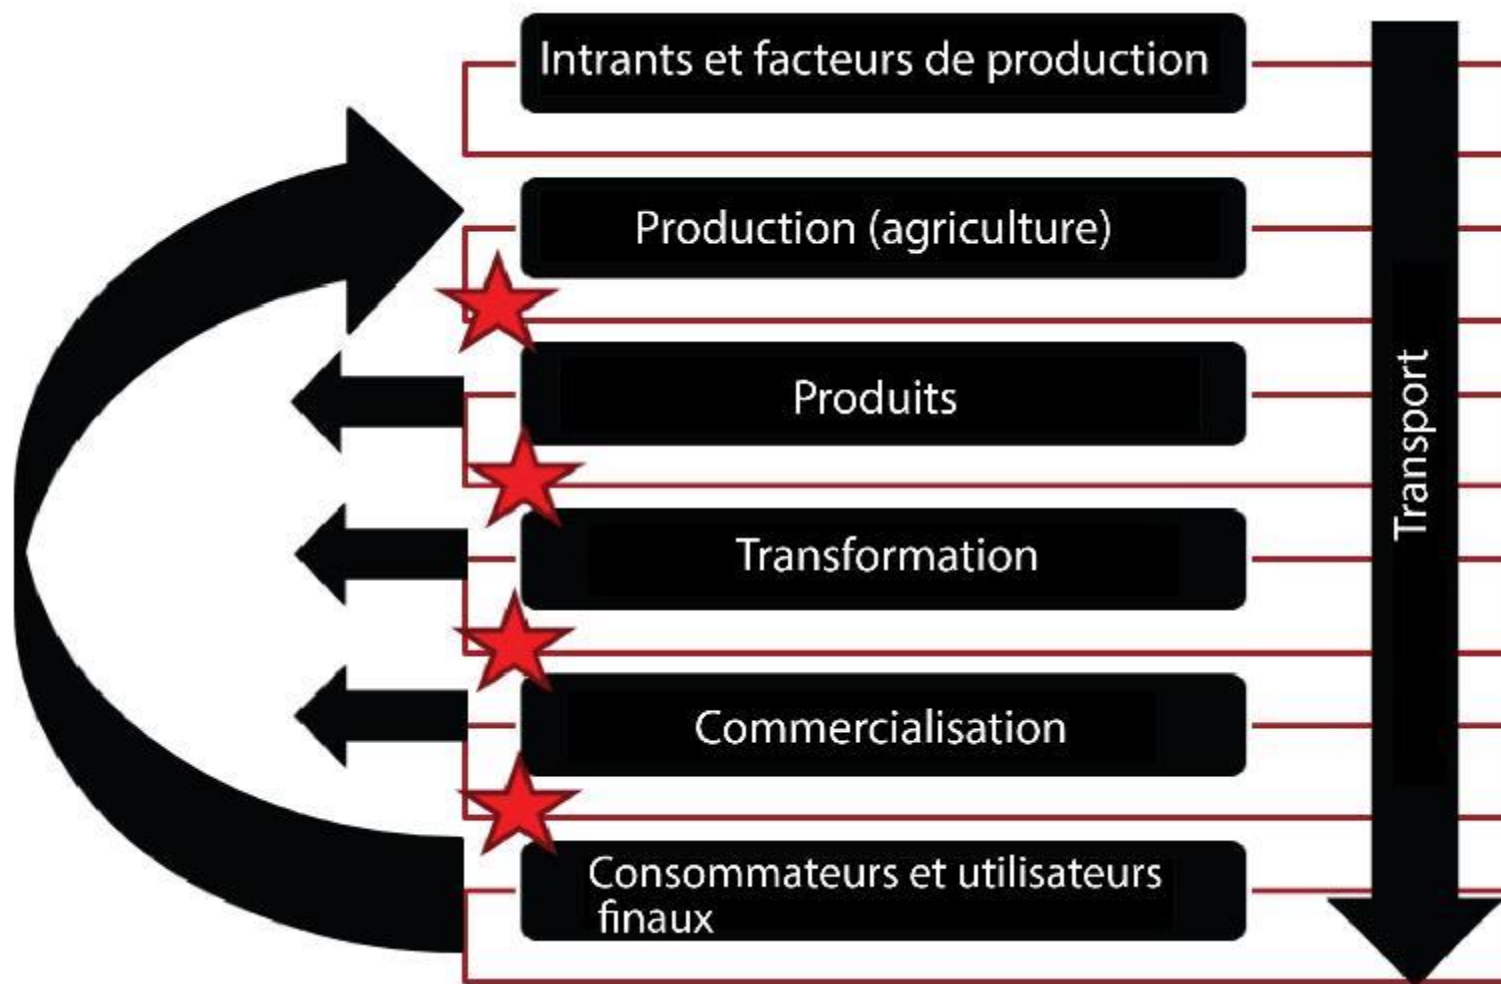 Intrants et facteurs de production
Production (agriculture)
Produits
Transformation
Commercialisation
Consommateurs et utilisateurs
finaux
Transport